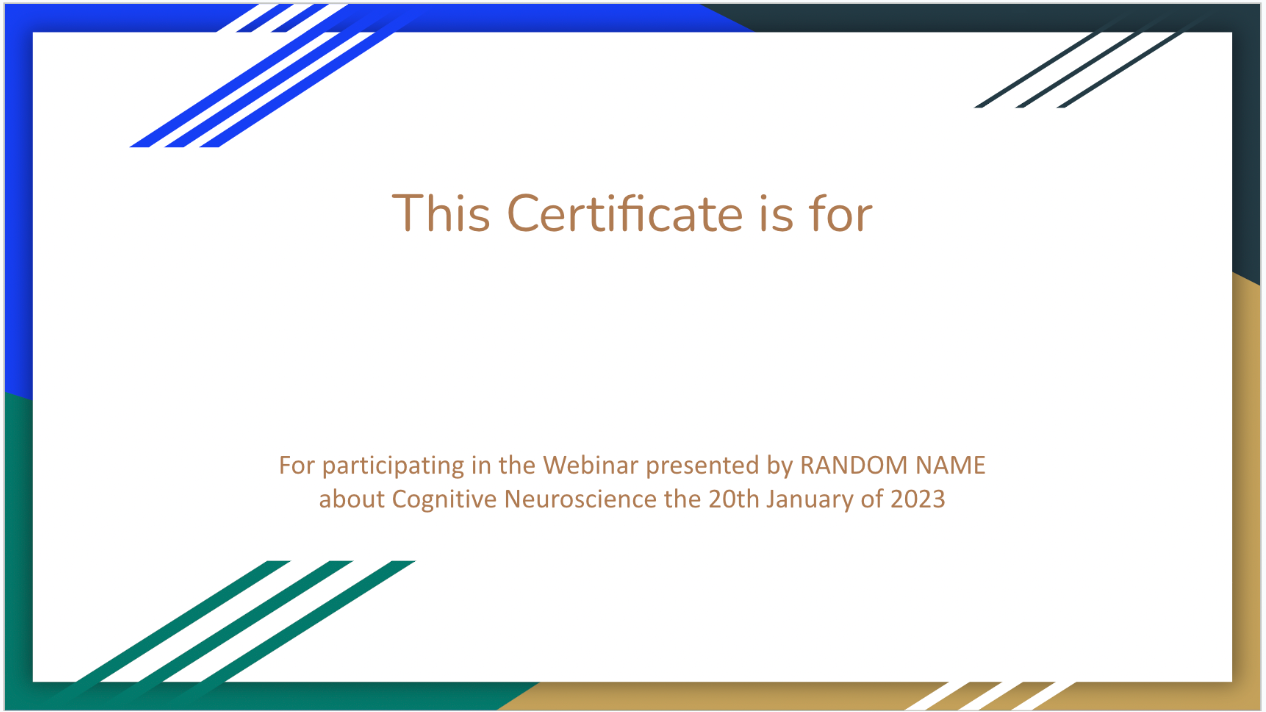 This Certificate is for
For participating in the Webinar presented by RANDOM NAME
about Cognitive Neuroscience the 20th January of 2023